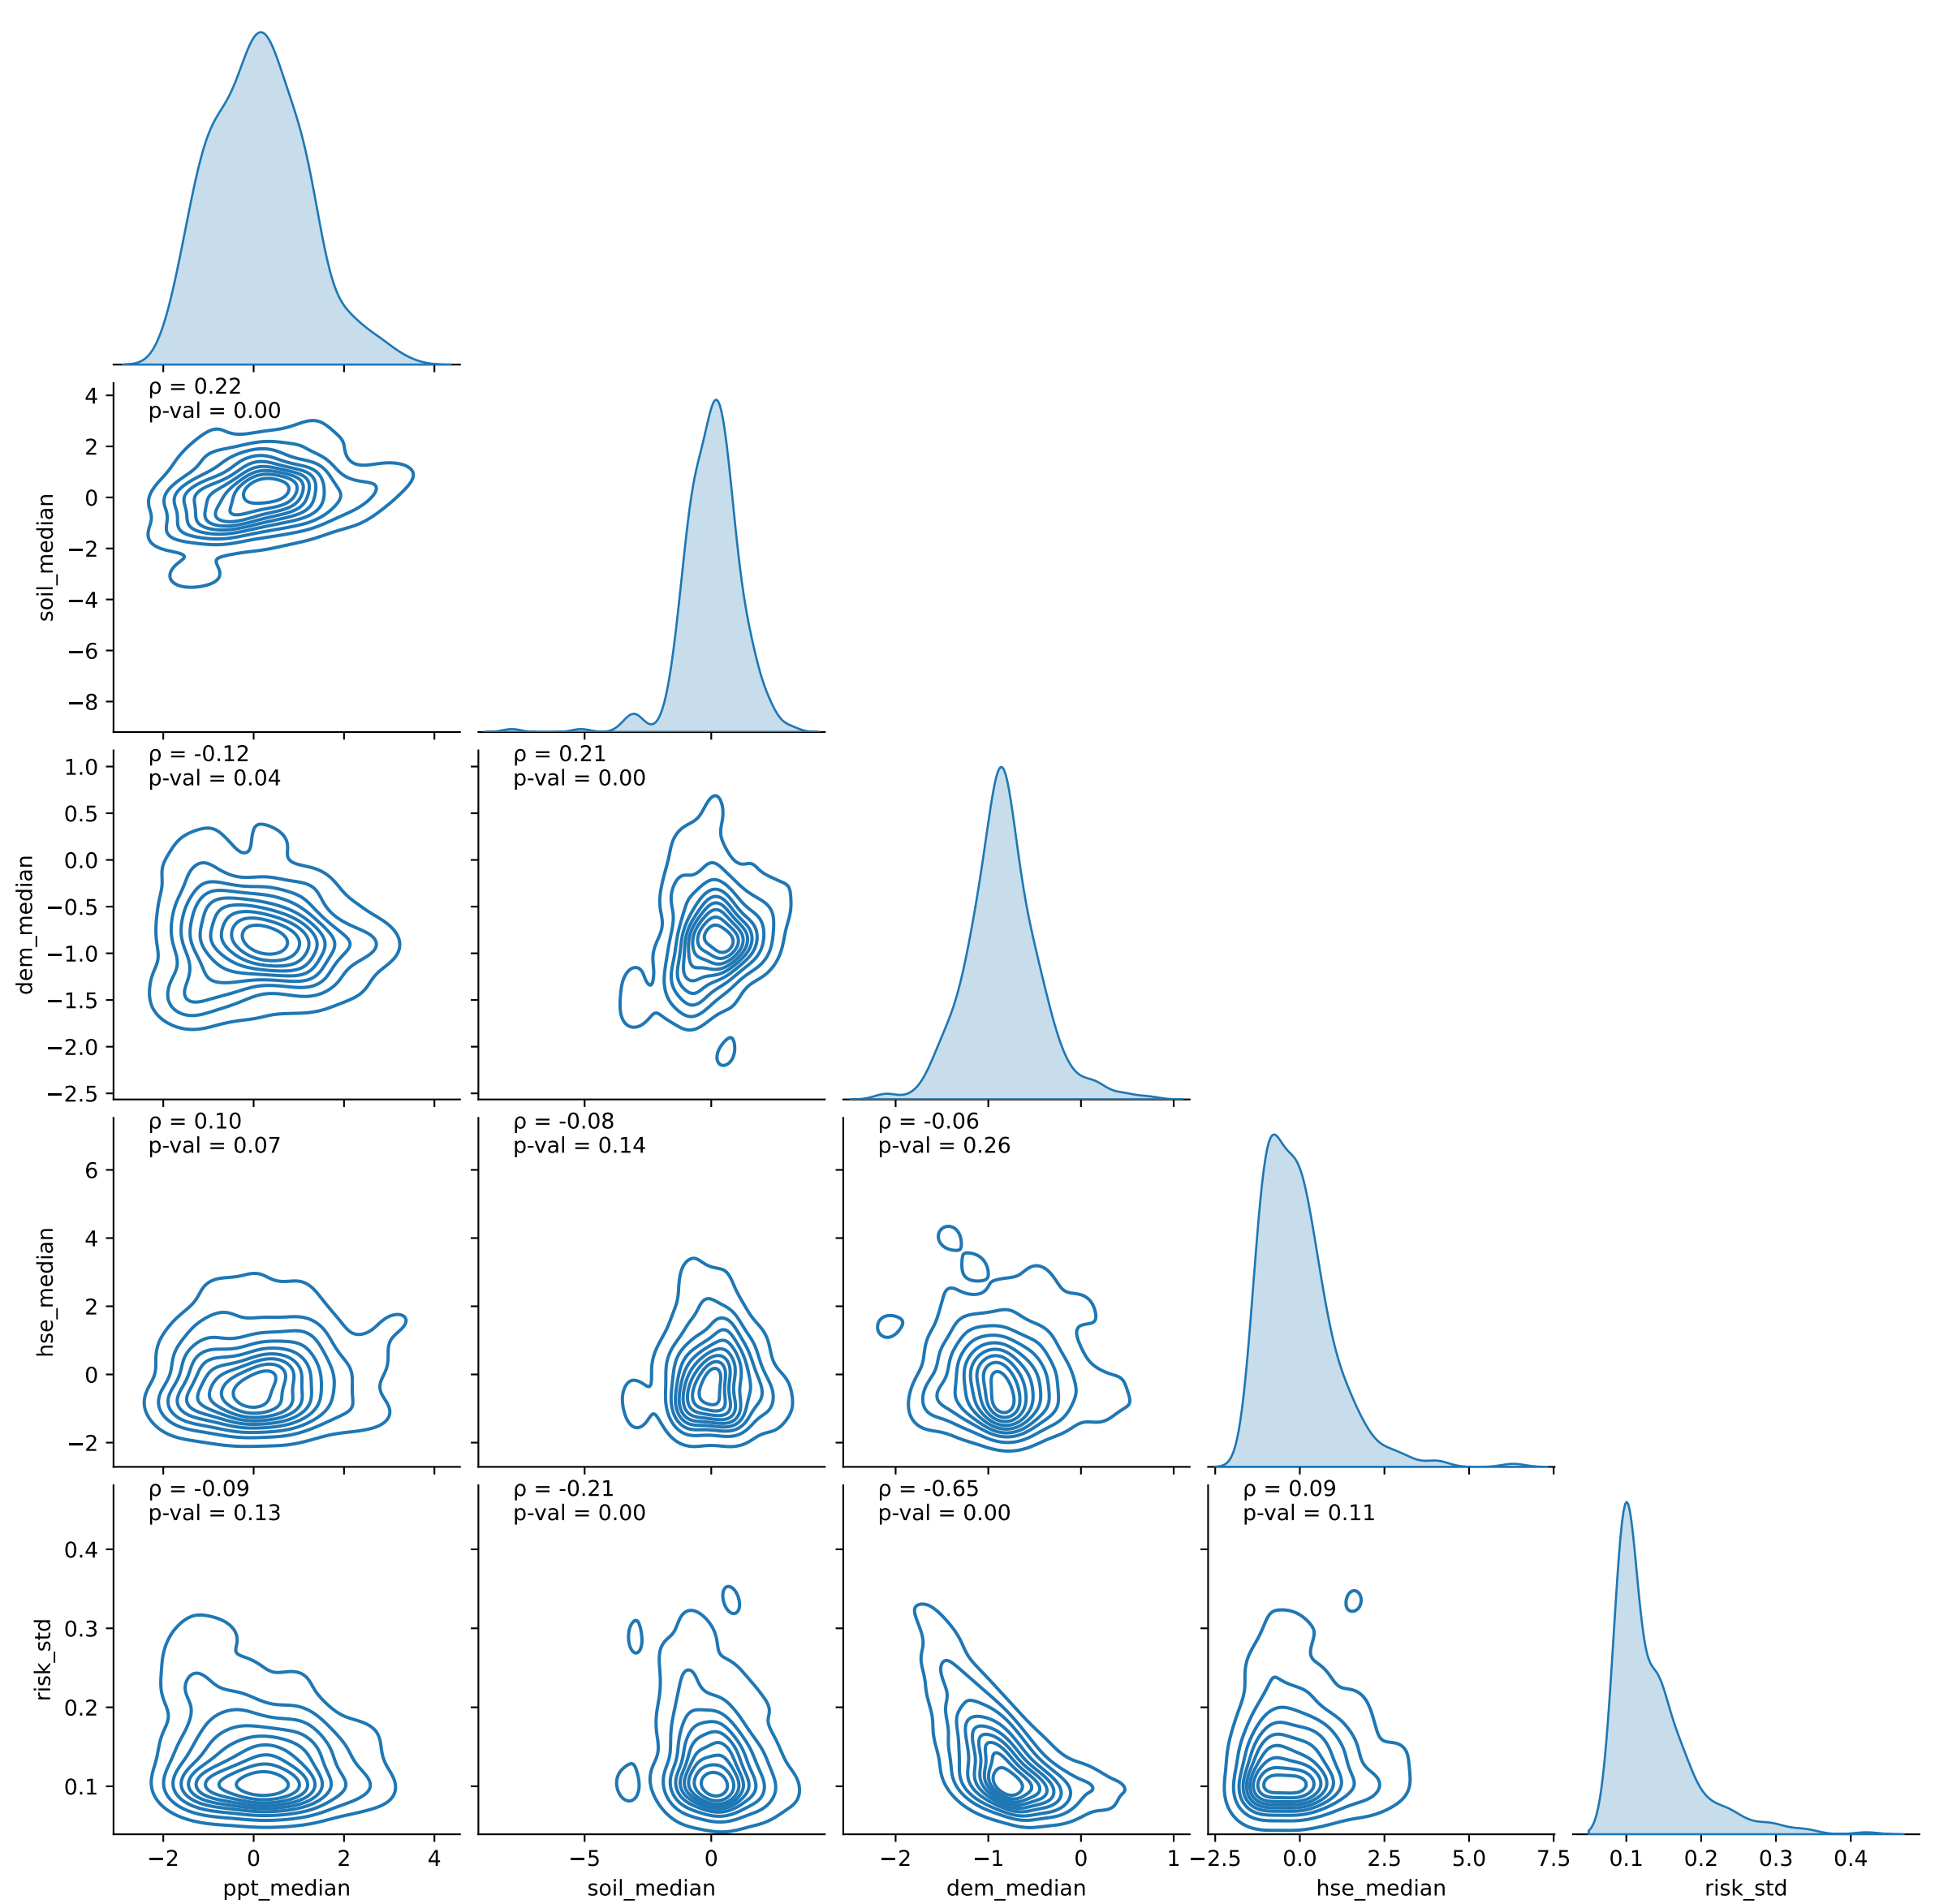 ρ = 0.22
p-val = 0.00
4
2
0
−2
−4
−6
−8
soil_median
ρ = -0.12
p-val = 0.04
ρ = 0.21
p-val = 0.00
1.0
0.5
0.0
−0.5
−1.0
−1.5
−2.0
−2.5
dem_median
ρ = 0.10
p-val = 0.07
ρ = -0.08
p-val = 0.14
ρ = -0.06
p-val = 0.26
6
4
2
0
−2
hse_median
ρ = -0.09
p-val = 0.13
ρ = -0.21
p-val = 0.00
ρ = -0.65
p-val = 0.00
ρ = 0.09
p-val = 0.11
0.4
0.3
0.2
0.1
risk_std
−2 0 2 4
−5 0
−2 −1 0 1
−2.5 0.0 2.5 5.0 7.5
0.1 0.2 0.3 0.4
ppt_median
soil_median
dem_median
hse_median
risk_std